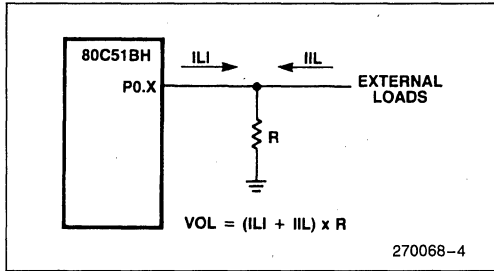 80C51BH
ILI
IIL
P0.X
EXTERNAL
LOADS
R
VOL = (ILI + IIL) x R
270068-4